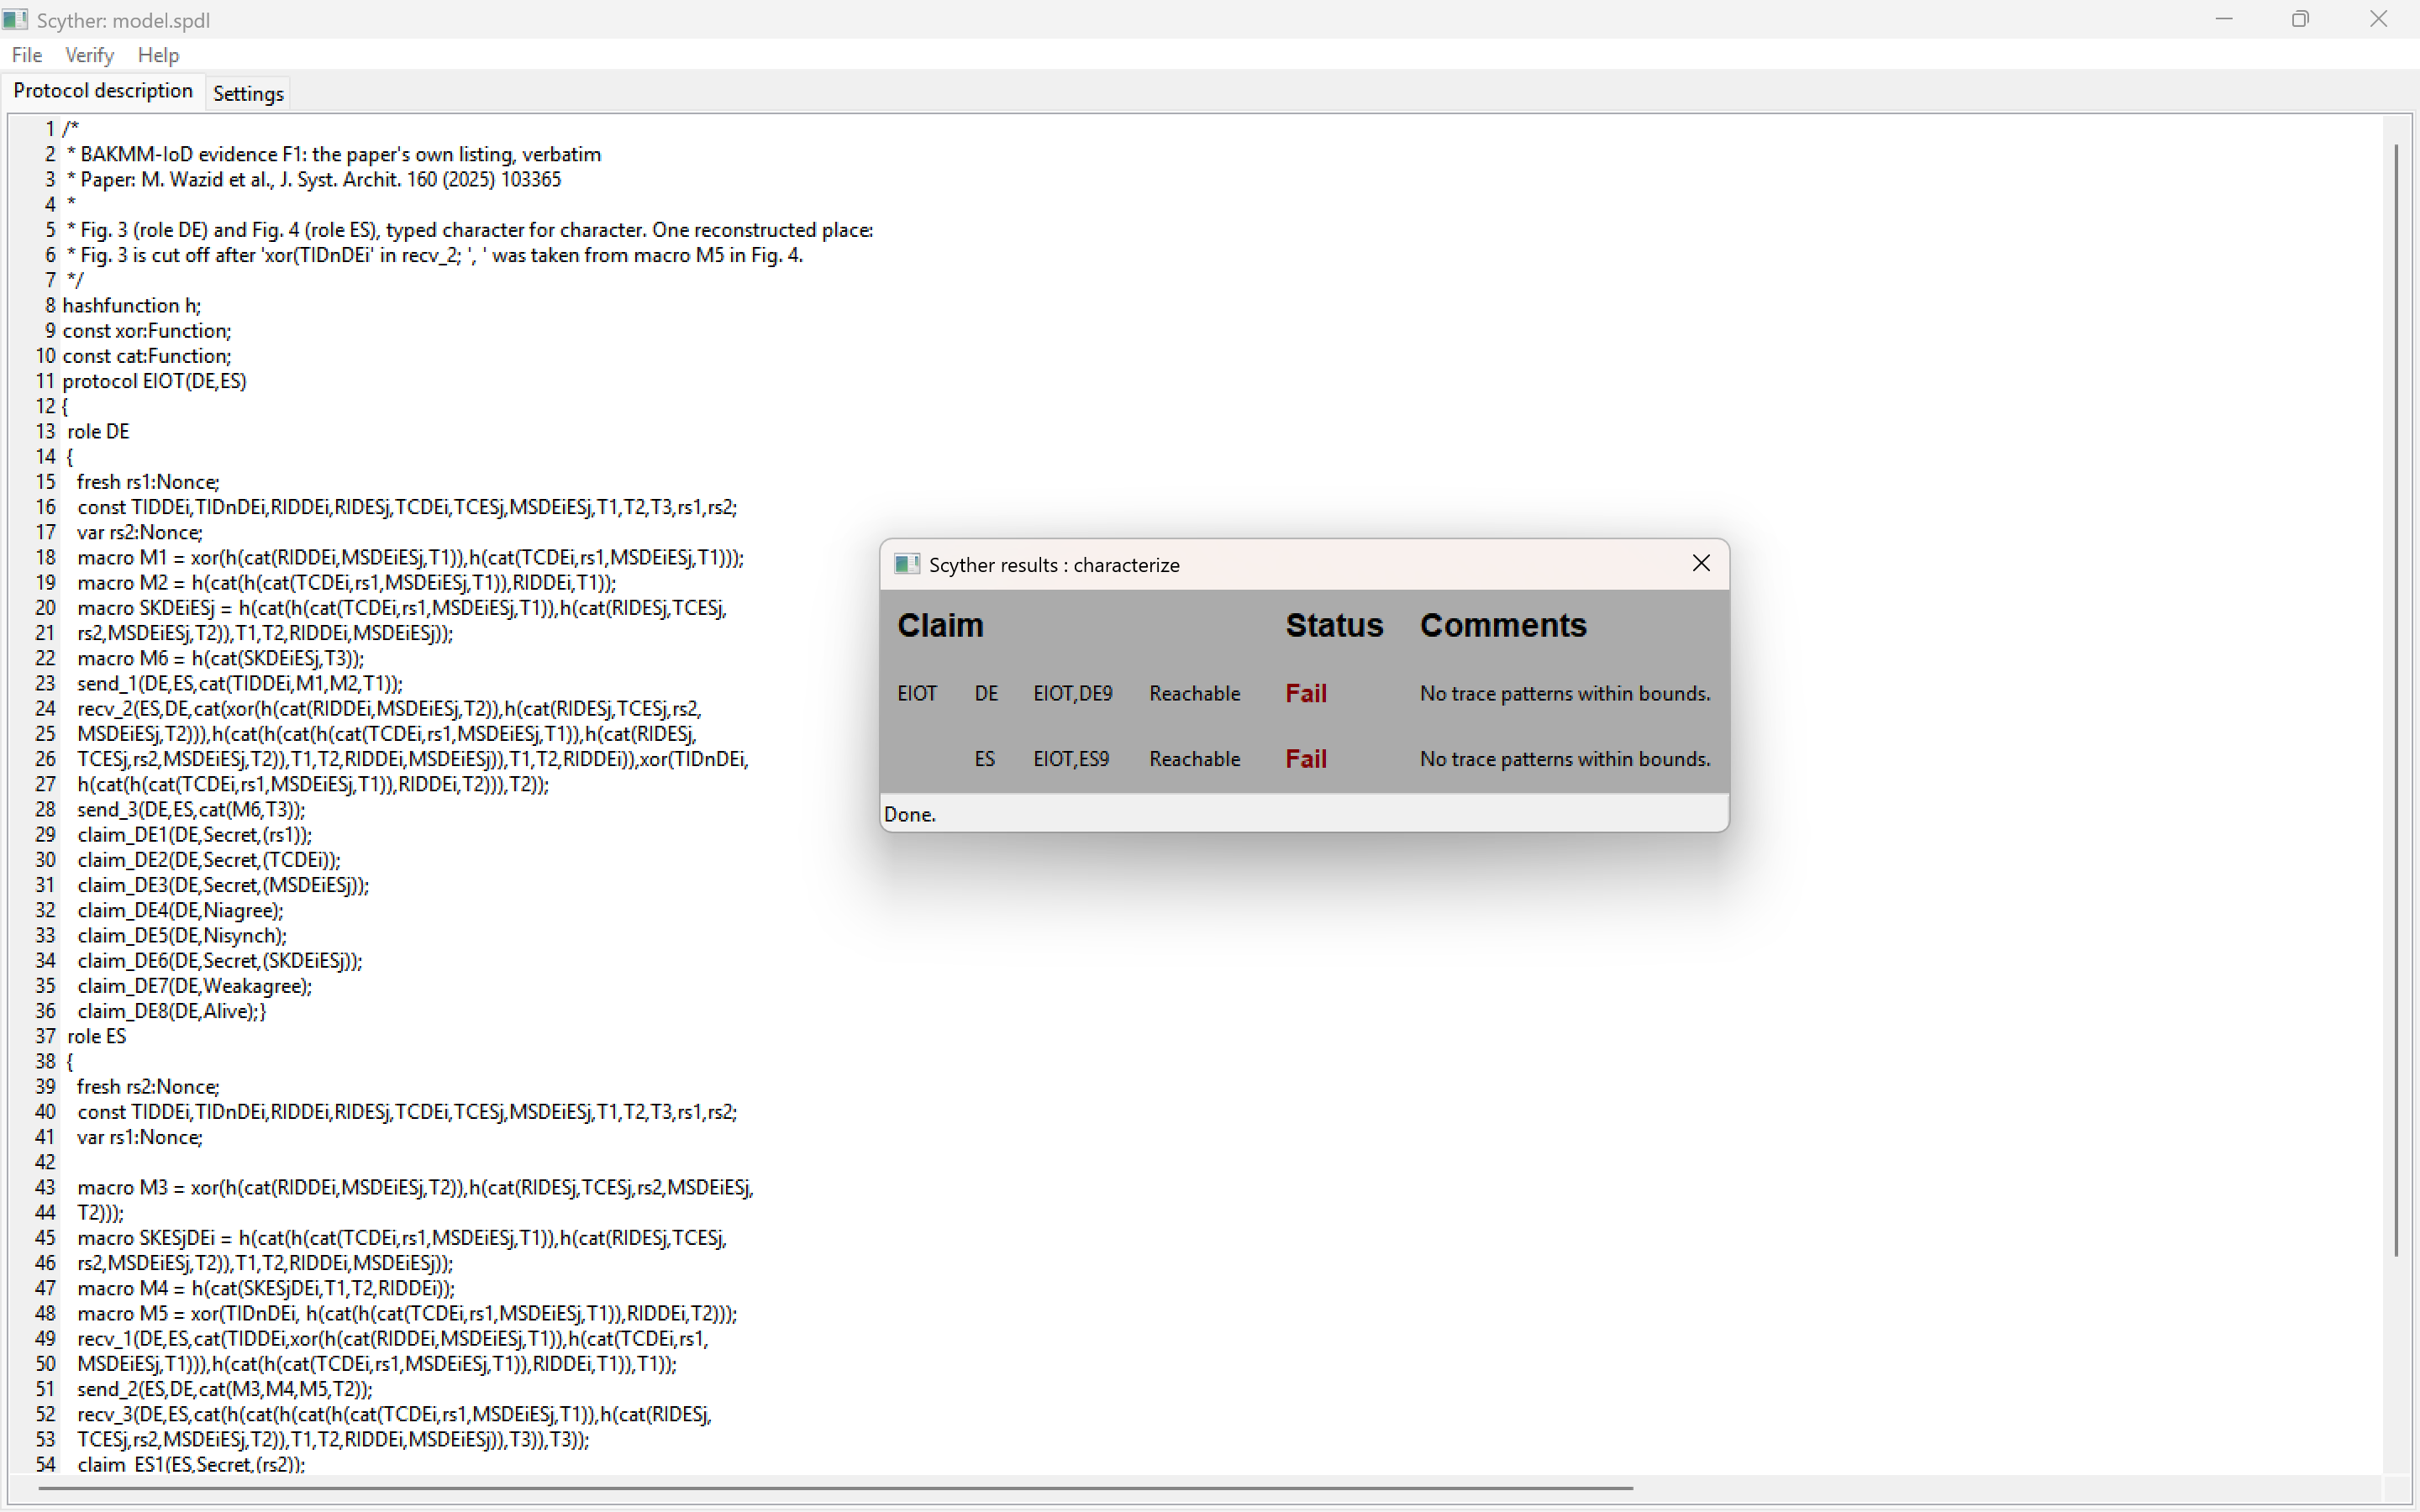 Scyther: model.spdl
File Verify Help
Protocol description Settings
1 /*
2 * BAKMM-IoD evidence F1: the paper's own listing, verbatim
3 * Paper: M. Wazid et al., J. Syst. Archit. 160 (2025) 103365
4 *
5 * Fig. 3 (role DE) and Fig. 4 (role ES), typed character for character. One reconstructed place:
6 * Fig. 3 is cut off after 'xor(TIDnDEi' in recv_2; ', ' was taken from macro M5 in Fig. 4.
7 */
8 hashfunction h;
9 const xor:Function;
10 const cat:Function;
11 protocol EIOT(DE,ES)
12 {
13 role DE
14 {
15 fresh rs1:Nonce;
16 const TIDDEi,TIDnDEi,RIDDEi,RIDESj,TCDEi,TCESj,MSDEiESj,T1,T2,T3,rs1,rs2;
17 var rs2:Nonce;
18 macro M1 = xor(h(cat(RIDDEi,MSDEiESj,T1)),h(cat(TCDEi,rs1,MSDEiESj,T1)));
19 macro M2 = h(cat(h(cat(TCDEi,rs1,MSDEiESj,T1)),RIDDEi,T1));
20 macro SKDEiESj = h(cat(h(cat(TCDEi,rs1,MSDEiESj,T1)),h(cat(RIDESj,TCESj,
21 rs2,MSDEiESj,T2)),T1,T2,RIDDEi,MSDEiESj));
22 macro M6 = h(cat(SKDEiESj,T3));
23 send_1(DE,ES,cat(TIDDEi,M1,M2,T1));
24 recv_2(ES,DE,cat(xor(h(cat(RIDDEi,MSDEiESj,T2)),h(cat(RIDESj,TCESj,rs2,
25 MSDEiESj,T2))),h(cat(h(cat(h(cat(TCDEi,rs1,MSDEiESj,T1)),h(cat(RIDESj,
26 TCESj,rs2,MSDEiESj,T2)),T1,T2,RIDDEi,MSDEiESj)),T1,T2,RIDDEi)),xor(TIDnDEi,
27 h(cat(h(cat(TCDEi,rs1,MSDEiESj,T1)),RIDDEi,T2))),T2));
28 send_3(DE,ES,cat(M6,T3));
29 claim_DE1(DE,Secret,(rs1));
30 claim_DE2(DE,Secret,(TCDEi));
31 claim_DE3(DE,Secret,(MSDEiESj));
32 claim_DE4(DE,Niagree);
33 claim_DE5(DE,Nisynch);
34 claim_DE6(DE,Secret,(SKDEiESj));
35 claim_DE7(DE,Weakagree);
36 claim_DE8(DE,Alive);}
37 role ES
38 {
39 fresh rs2:Nonce;
40 const TIDDEi,TIDnDEi,RIDDEi,RIDESj,TCDEi,TCESj,MSDEiESj,T1,T2,T3,rs1,rs2;
41 var rs1:Nonce;
42
43 macro M3 = xor(h(cat(RIDDEi,MSDEiESj,T2)),h(cat(RIDESj,TCESj,rs2,MSDEiESj,
44 T2)));
45 macro SKESjDEi = h(cat(h(cat(TCDEi,rs1,MSDEiESj,T1)),h(cat(RIDESj,TCESj,
46 rs2,MSDEiESj,T2)),T1,T2,RIDDEi,MSDEiESj));
47 macro M4 = h(cat(SKESjDEi,T1,T2,RIDDEi));
48 macro M5 = xor(TIDnDEi, h(cat(h(cat(TCDEi,rs1,MSDEiESj,T1)),RIDDEi,T2)));
49 recv_1(DE,ES,cat(TIDDEi,xor(h(cat(RIDDEi,MSDEiESj,T1)),h(cat(TCDEi,rs1,
50 MSDEiESj,T1))),h(cat(h(cat(TCDEi,rs1,MSDEiESj,T1)),RIDDEi,T1)),T1));
51 send_2(ES,DE,cat(M3,M4,M5,T2));
52 recv_3(DE,ES,cat(h(cat(h(cat(h(cat(TCDEi,rs1,MSDEiESj,T1)),h(cat(RIDESj,
53 TCESj,rs2,MSDEiESj,T2)),T1,T2,RIDDEi,MSDEiESj)),T3)),T3));
54 claim_ES1(ES,Secret,(rs2));
Scyther results : characterize
Claim Status Comments
EIOT DE EIOT,DE9 Reachable Fail No trace patterns within bounds.
ES EIOT,ES9 Reachable Fail No trace patterns within bounds.
Done.